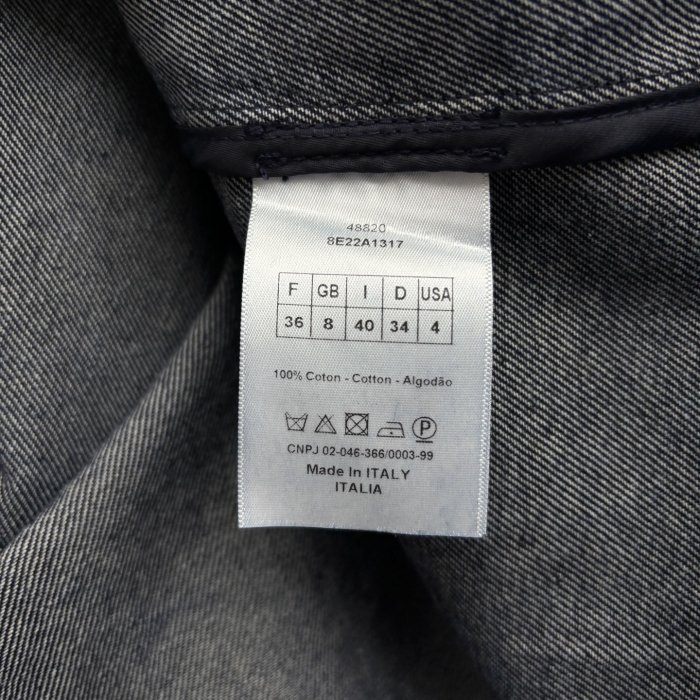 48820
8E22A1317
F GB I D USA
36 8 40 34 4
100% Coton - Cotton - Algodão
P
CNPJ 02-046-366/0003-99
Made In ITALY
ITALIA